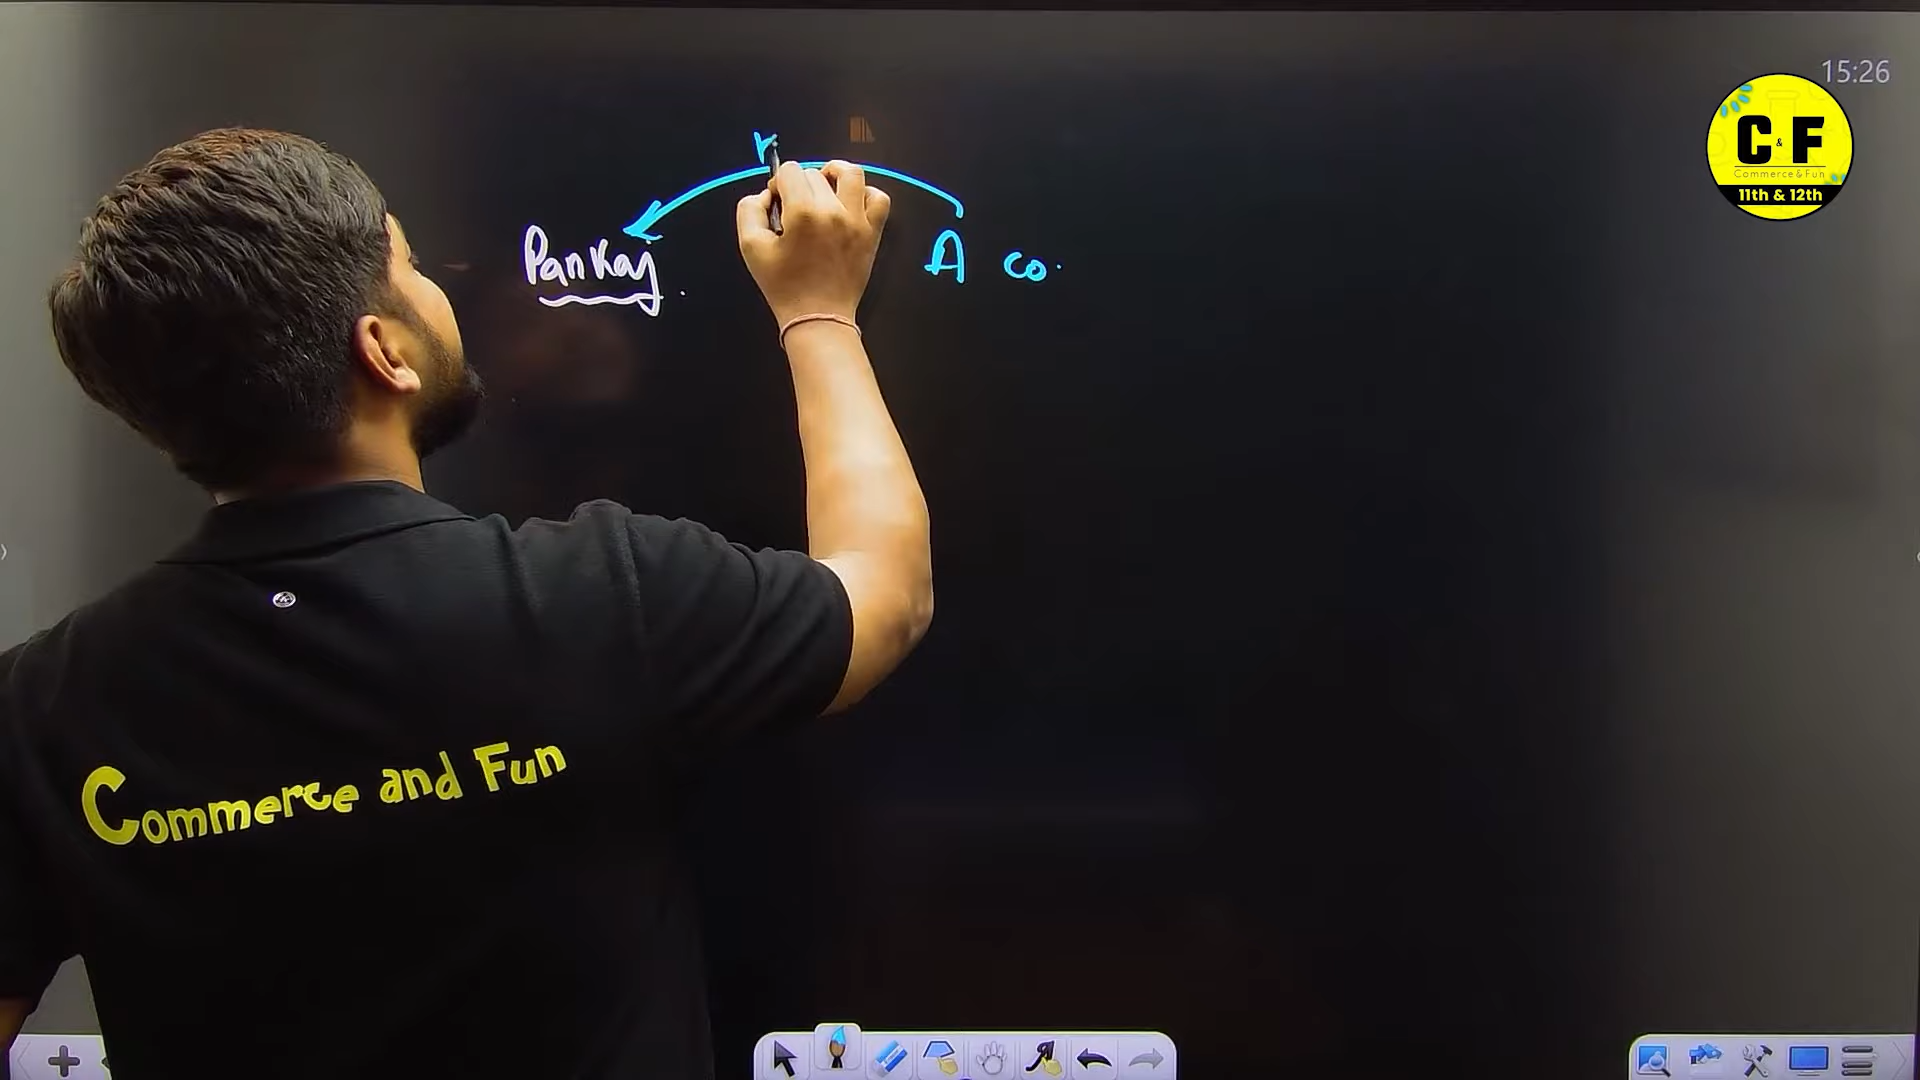 15:26
C & F
Commerce & Fun
11th & 12th
Pankaj.
A co.
Commerce and Fun